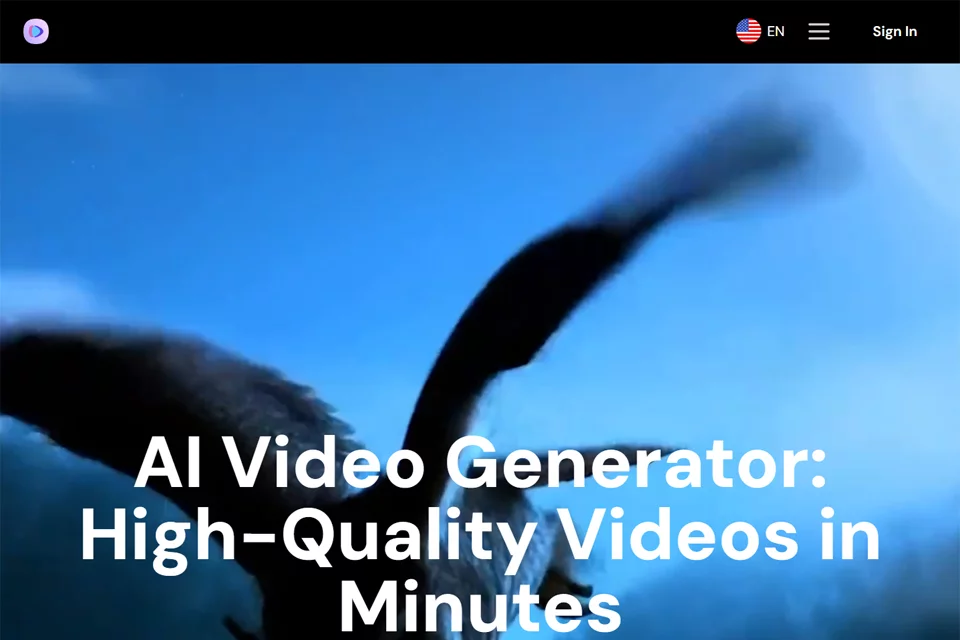 EN
Sign In
AI Video Generator:
High-Quality Videos in
Minutes